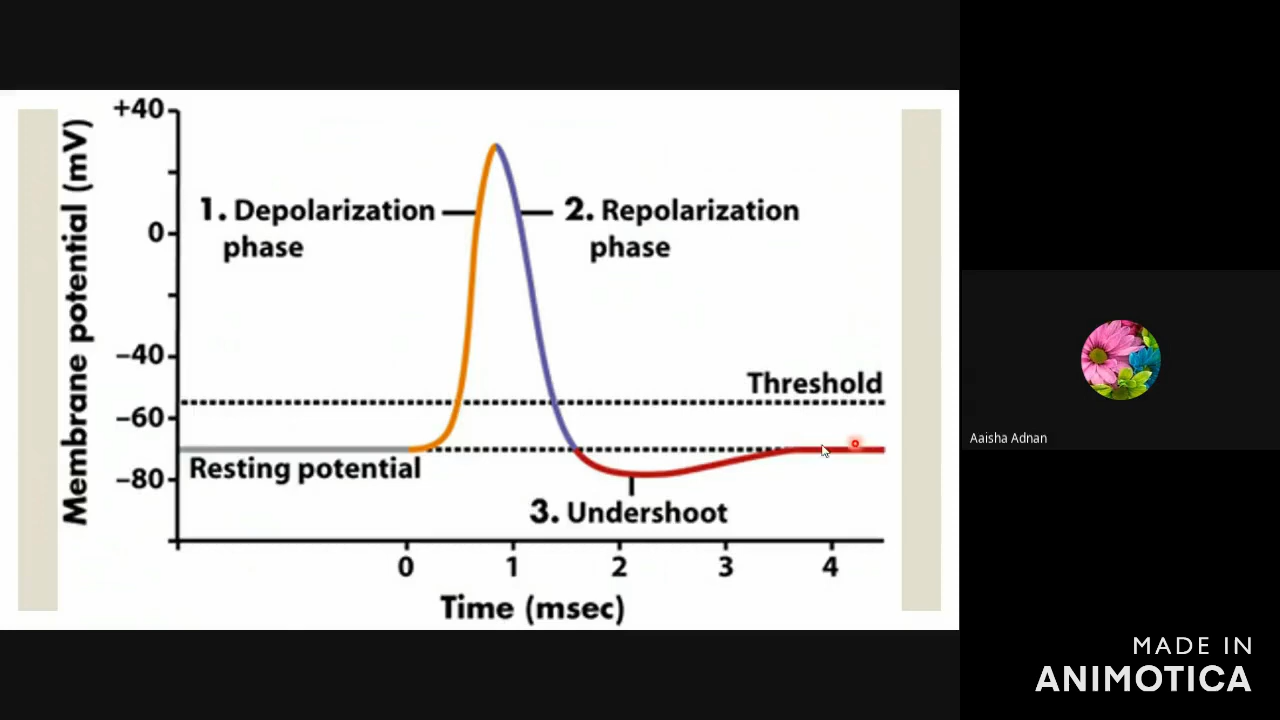 +40
0
−40
−60
−80
Membrane potential (mV)
1. Depolarization
phase
2. Repolarization
phase
Threshold
Resting potential
3. Undershoot
0 1 2 3 4
Time (msec)
Aaisha Adnan
MADE IN
ANIMOTICA